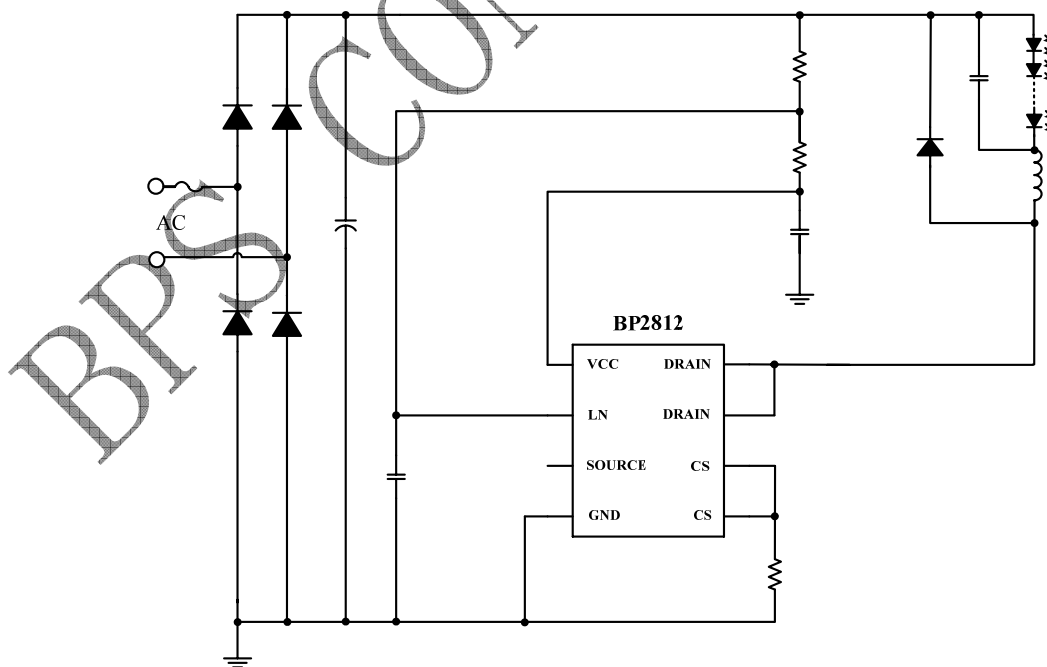 BPS CO
AC
BP2812
VCC DRAIN
LN DRAIN
SOURCE CS
GND CS